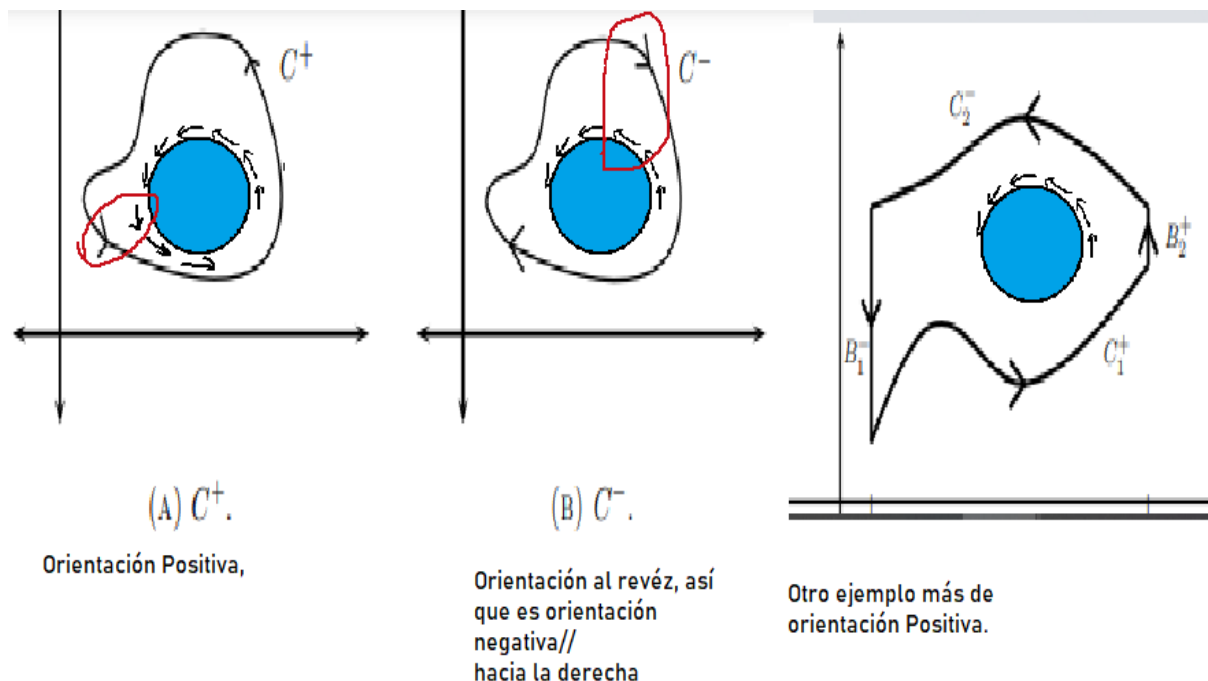 C⁺
C⁻
C₂⁻
B₂⁺
B₁⁻
C₁⁺
(A) C⁺.
(B) C⁻.
Orientación Positiva,
Orientación al revéz, así
que es orientación
negativa//
hacia la derecha
Otro ejemplo más de
orientación Positiva.